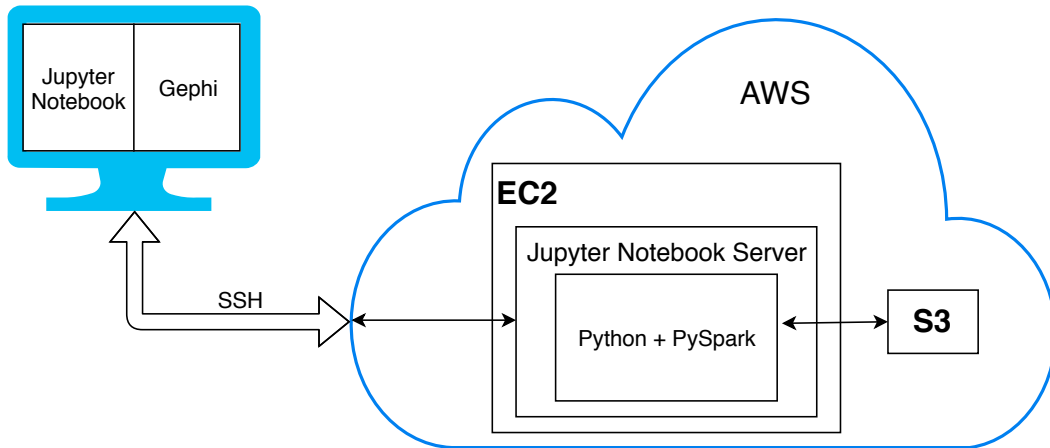 Jupyter
Notebook
Gephi
AWS
EC2
Jupyter Notebook Server
SSH
S3
Python + PySpark